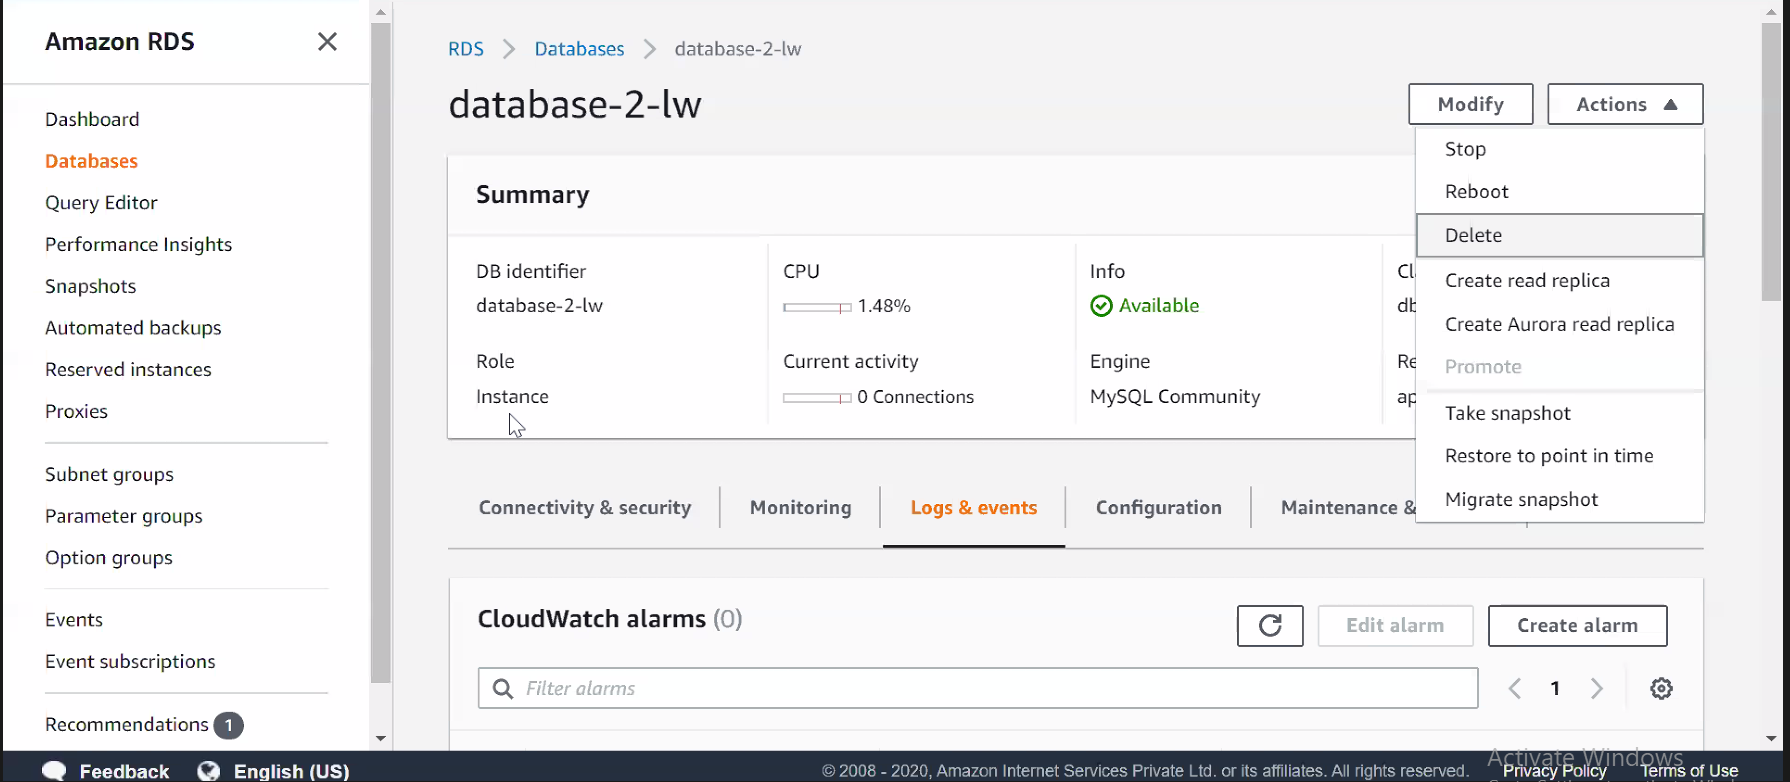 Amazon RDS
Dashboard
Databases
Query Editor
Performance Insights
Snapshots
Automated backups
Reserved instances
Proxies
Subnet groups
Parameter groups
Option groups
Events
Event subscriptions
Recommendations 1
RDS > Databases > database-2-lw
database-2-lw
Modify
Actions
Stop
Reboot
Delete
Create read replica
Create Aurora read replica
Promote
Take snapshot
Restore to point in time
Migrate snapshot
Summary
DB identifier
database-2-lw
CPU
1.48%
Info
Available
Role
Instance
Current activity
0 Connections
Engine
MySQL Community
Connectivity & security
Monitoring
Logs & events
Configuration
Maintenance &
CloudWatch alarms (0)
Edit alarm
Create alarm
Filter alarms
1
Activate Windows
Feedback
English (US)
© 2008 - 2020, Amazon Internet Services Private Ltd. or its affiliates. All rights reserved.
Privacy Policy
Terms of Use